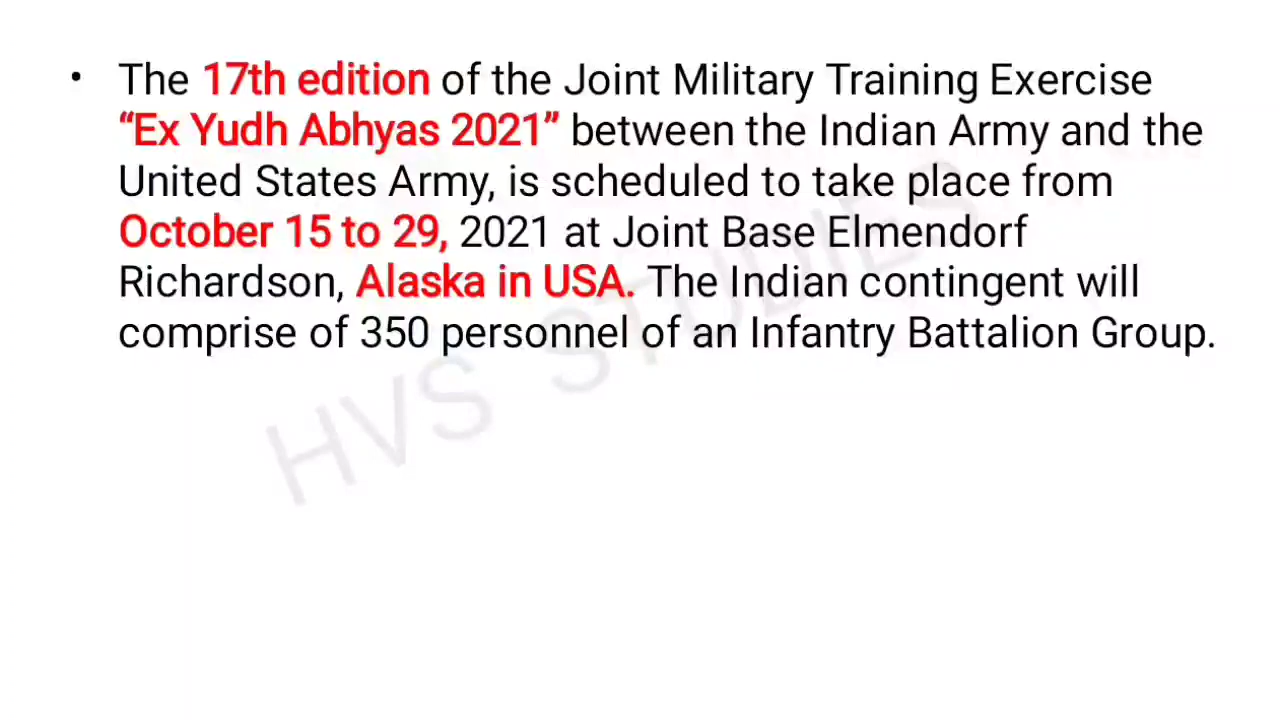 • The 17th edition of the Joint Military Training Exercise
“Ex Yudh Abhyas 2021” between the Indian Army and the
United States Army, is scheduled to take place from
October 15 to 29, 2021 at Joint Base Elmendorf
Richardson, Alaska in USA. The Indian contingent will
comprise of 350 personnel of an Infantry Battalion Group.
HVS STUDIES